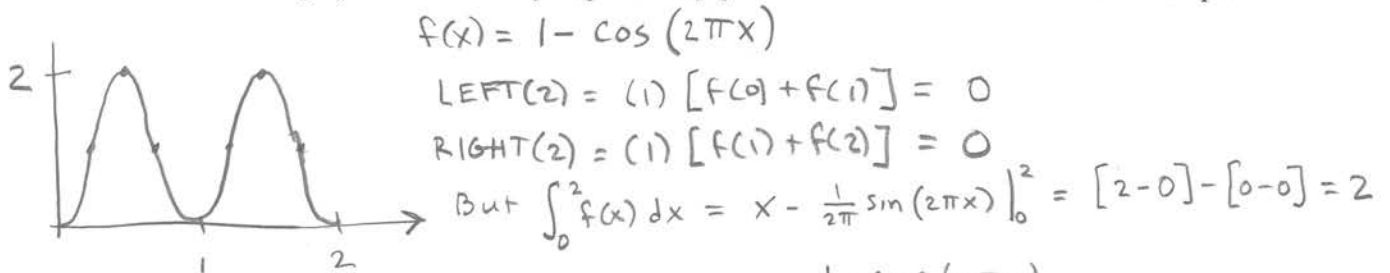 f(x) = 1 - cos (2πx)
2
LEFT(2) = (1) [f(0) + f(1)] = 0
RIGHT(2) = (1) [f(1) + f(2)] = 0
But ∫₀² f(x) dx = x - 1/2π sin(2πx) |₀² = [2-0] - [0-0] = 2
1 2